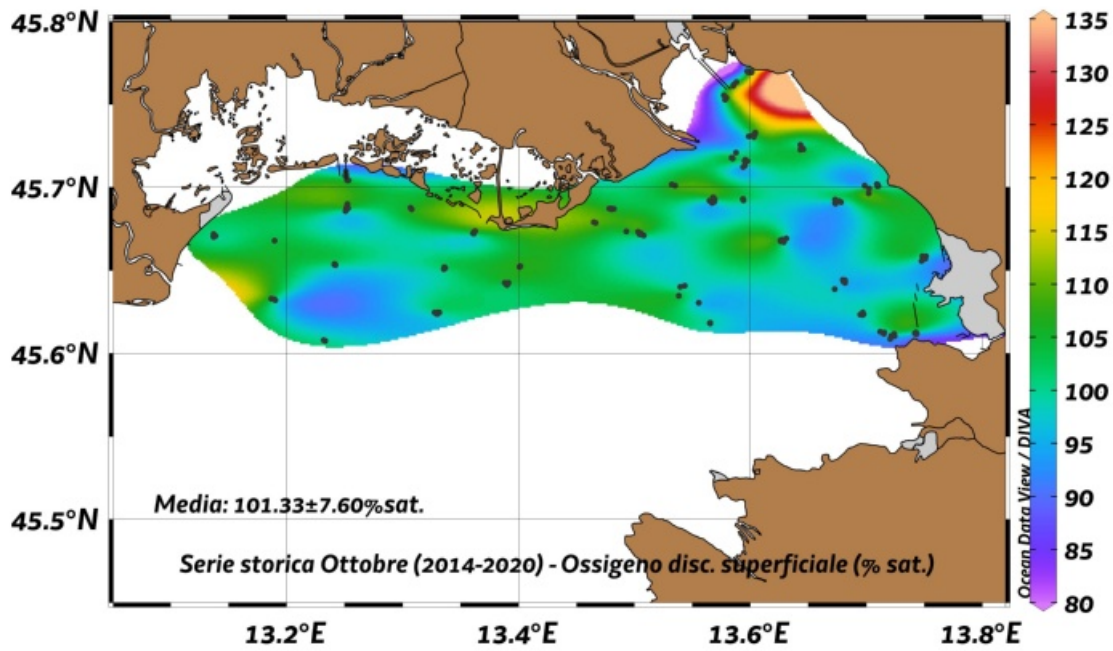 45.8°N
45.7°N
45.6°N
45.5°N
13.2°E
13.4°E
13.6°E
13.8°E
Media: 101.33±7.60%sat.
Serie storica Ottobre (2014-2020) - Ossigeno disc. superficiale (% sat.)
Ocean Data View / DIVA
135
130
125
120
115
110
105
100
95
90
85
80